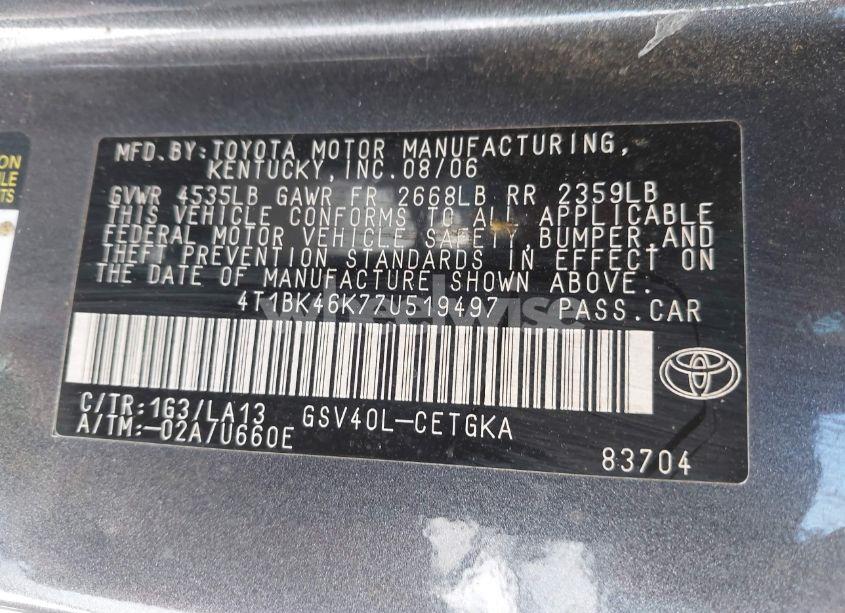 MFD.BY:TOYOTA MOTOR MANUFACTURING,
KENTUCKY,INC.08/06
GVWR 4535LB GAWR FR 2668LB RR 2359LB
THIS VEHICLE CONFORMS TO ALL APPLICABLE
FEDERAL MOTOR VEHICLE SAFETY,BUMPER,AND
THEFT PREVENTION STANDARDS IN EFFECT ON
THE DATE OF MANUFACTURE SHOWN ABOVE.
4T1BK46K77U519497 PASS.CAR
wheelwise
C/TR:1G3/LA13 GSV40L-CETGKA
A/TM:-02A/U660E
83704